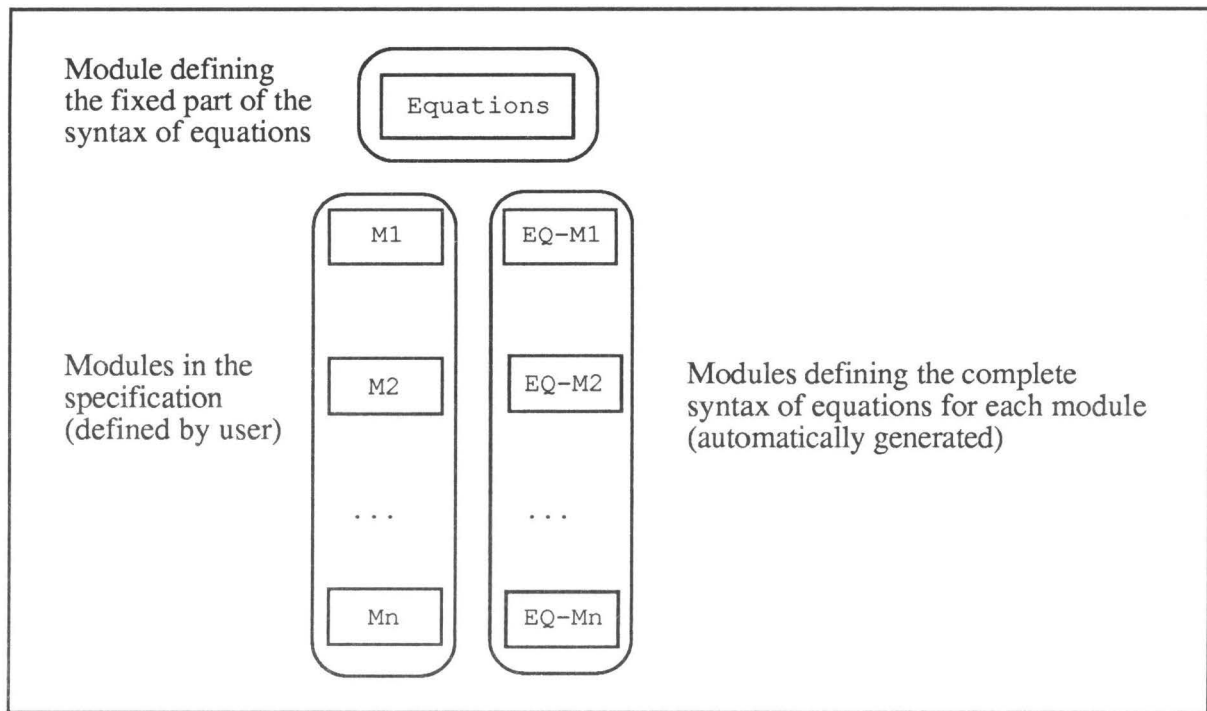 Module defining
the fixed part of the
syntax of equations
Equations
M1
EQ-M1
Modules in the
specification
(defined by user)
M2
EQ-M2
Modules defining the complete
syntax of equations for each module
(automatically generated)
...
...
Mn
EQ-Mn